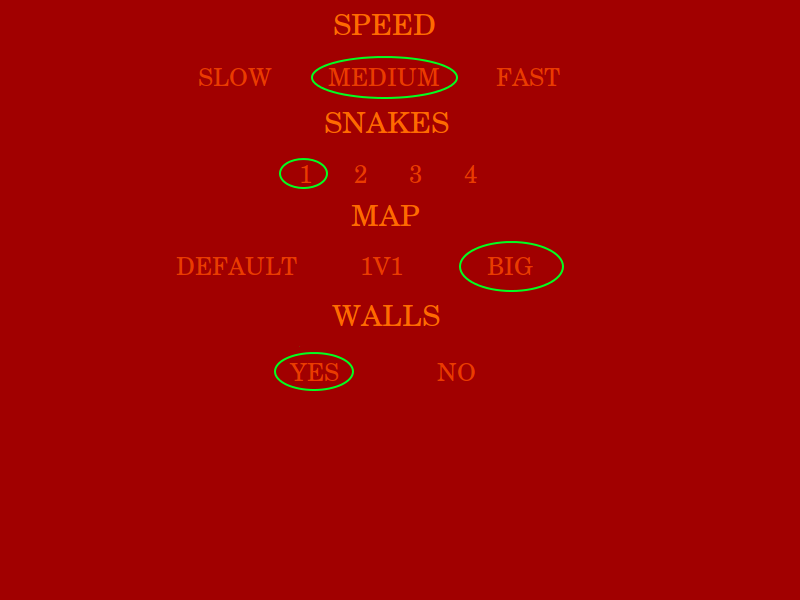 SPEED
SLOW MEDIUM FAST
SNAKES
1 2 3 4
MAP
DEFAULT 1V1 BIG
WALLS
YES NO